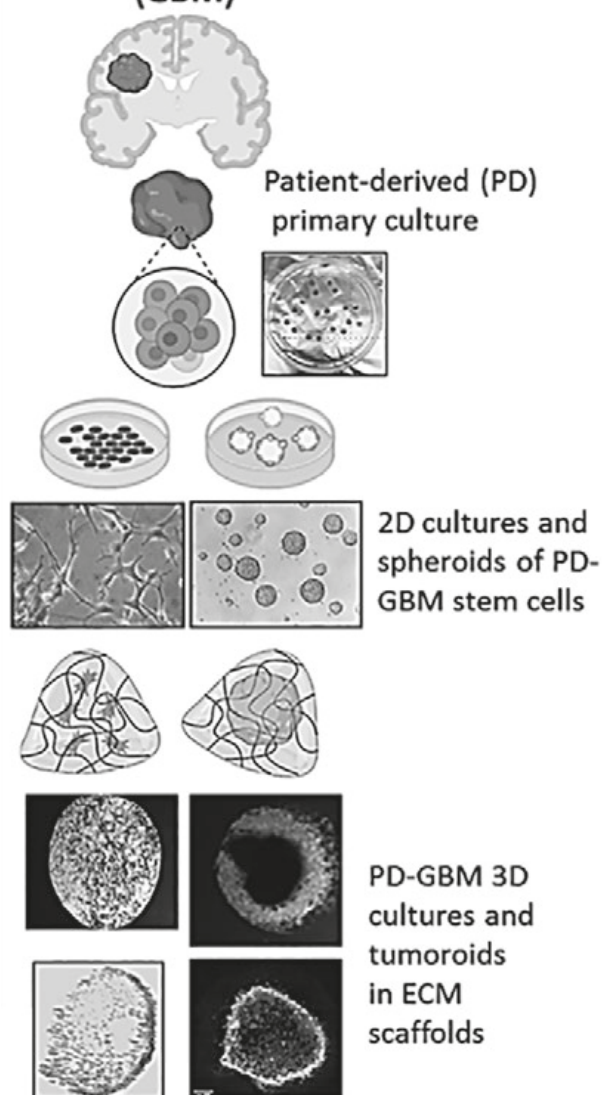 (GBM)
Patient-derived (PD)
primary culture
2D cultures and
spheroids of PD-
GBM stem cells
PD-GBM 3D
cultures and
tumoroids
in ECM
scaffolds